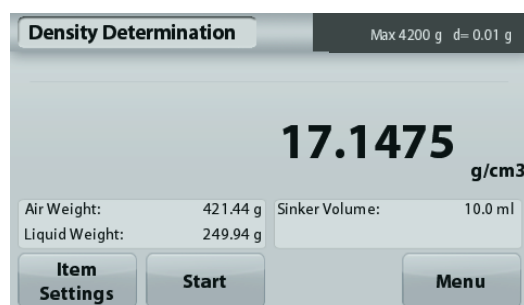 Density Determination
Max 4200 g d= 0.01 g
17.1475
g/cm3
Air Weight: 421.44 g
Liquid Weight: 249.94 g
Sinker Volume: 10.0 ml
Item
Settings
Start
Menu